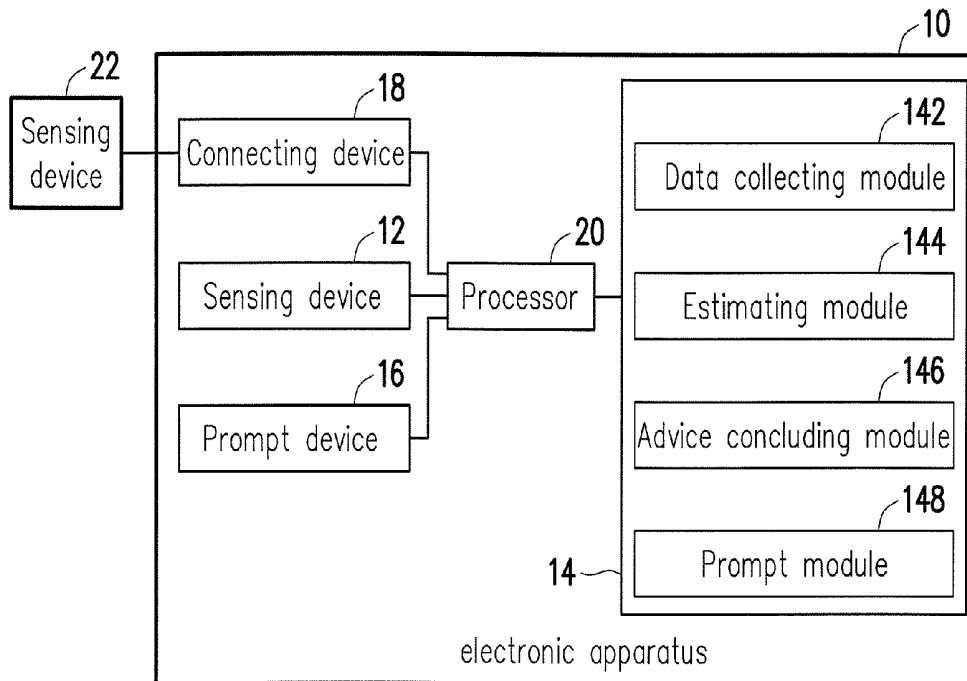 10
22
Sensing
device
18
Connecting device
12
Sensing device
16
Prompt device
20
Processor
142
Data collecting module
144
Estimating module
146
Advice concluding module
148
Prompt module
14
electronic apparatus